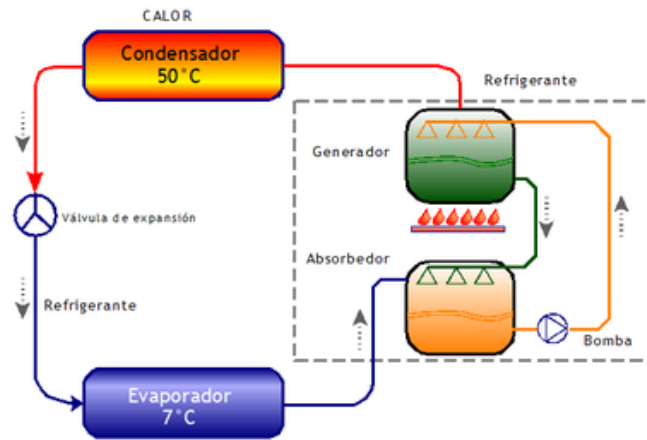 CALOR
Condensador
50°C
Refrigerante
Generador
Válvula de expansión
Absorbedor
Refrigerante
Bomba
Evaporador
7°C